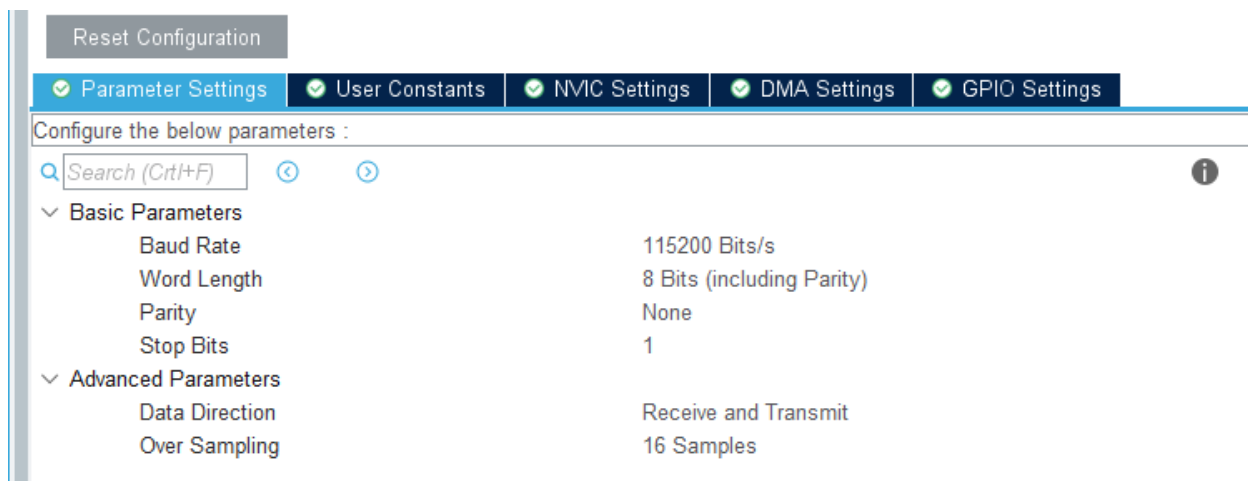 Reset Configuration
Parameter Settings User Constants NVIC Settings DMA Settings GPIO Settings
Configure the below parameters :
Search (Crtl+F)
Basic Parameters
Baud Rate 115200 Bits/s
Word Length 8 Bits (including Parity)
Parity None
Stop Bits 1
Advanced Parameters
Data Direction Receive and Transmit
Over Sampling 16 Samples